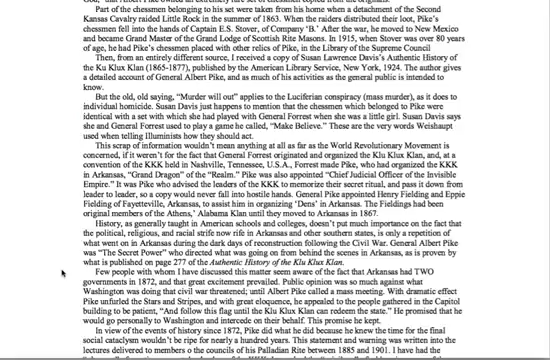 Part of the chessmen belonging to his set were taken from his home when a detachment of the Second
Kansas Cavalry raided Little Rock in the summer of 1863. When the raiders distributed their loot, Pike's
chessmen fell into the hands of Captain E.S. Stover, of Company 'B.' After the war, he moved to New Mexico
and became Grand Master of the Grand Lodge of Scottish Rite Masons. In 1915, when Stover was over 80 years
of age, he had Pike's chessmen placed with other relics of Pike, in the Library of the Supreme Council
Then, from an entirely different source, I received a copy of Susan Lawrence Davis's Authentic History of
the Ku Klux Klan (1865-1877), published by the American Library Service, New York, 1924. The author gives
a detailed account of General Albert Pike, and as much of his activities as the general public is intended to
know.
But the old, old saying, "Murder will out" applies to the Luciferian conspiracy (mass murder), as it does to
individual homicide. Susan Davis just happens to mention that the chessmen which belonged to Pike were
identical with a set with which she had played with General Forrest when she was a little girl. Susan Davis says
she and General Forrest used to play a game he called, "Make Believe." These are the very words Weishaupt
used when telling Illuminists how they should act.
This scrap of information wouldn't mean anything at all as far as the World Revolutionary Movement is
concerned, if it weren't for the fact that General Forrest originated and organized the Klu Klux Klan, and, at a
convention of the KKK held in Nashville, Tennessee, U.S.A., Forrest made Pike, who had organized the KKK
in Arkansas, "Grand Dragon" of the "Realm." Pike was also appointed "Chief Judicial Officer of the Invisible
Empire." It was Pike who advised the leaders of the KKK to memorize their secret ritual, and pass it down from
leader to leader, so a copy would never fall into hostile hands. General Pike appointed Henry Fielding and Eppie
Fielding of Fayetteville, Arkansas, to assist him in organizing 'Dens' in Arkansas. The Fieldings had been
original members of the Athens,' Alabama Klan until they moved to Arkansas in 1867.
History, as generally taught in American schools and colleges, doesn't put much importance on the fact that
the political, religious, and racial strife now rife in Arkansas and other southern states, is only a repetition of
what went on in Arkansas during the dark days of reconstruction following the Civil War. General Albert Pike
was "The Secret Power" who directed what was going on from behind the scenes in Arkansas, as is proven by
what is published on page 277 of the Authentic History of the Klu Klux Klan.
Few people with whom I have discussed this matter seem aware of the fact that Arkansas had TWO
governments in 1872, and that great excitement prevailed. Public opinion was so much against what
Washington was doing that civil war threatened; until Albert Pike called a mass meeting. With dramatic effect
Pike unfurled the Stars and Stripes, and with great eloquence, he appealed to the people gathered in the Capitol
building to be patient, "And follow this flag until the Klu Klux Klan can redeem the state." He promised that he
would go personally to Washington and intercede on their behalf. This promise he kept.
In view of the events of history since 1872, Pike did what he did because he knew the time for the final
social cataclysm wouldn't be ripe for nearly a hundred years. This statement and warning was written into the
lectures delivered to members o the councils of his Palladian Rite between 1885 and 1901. I have had the